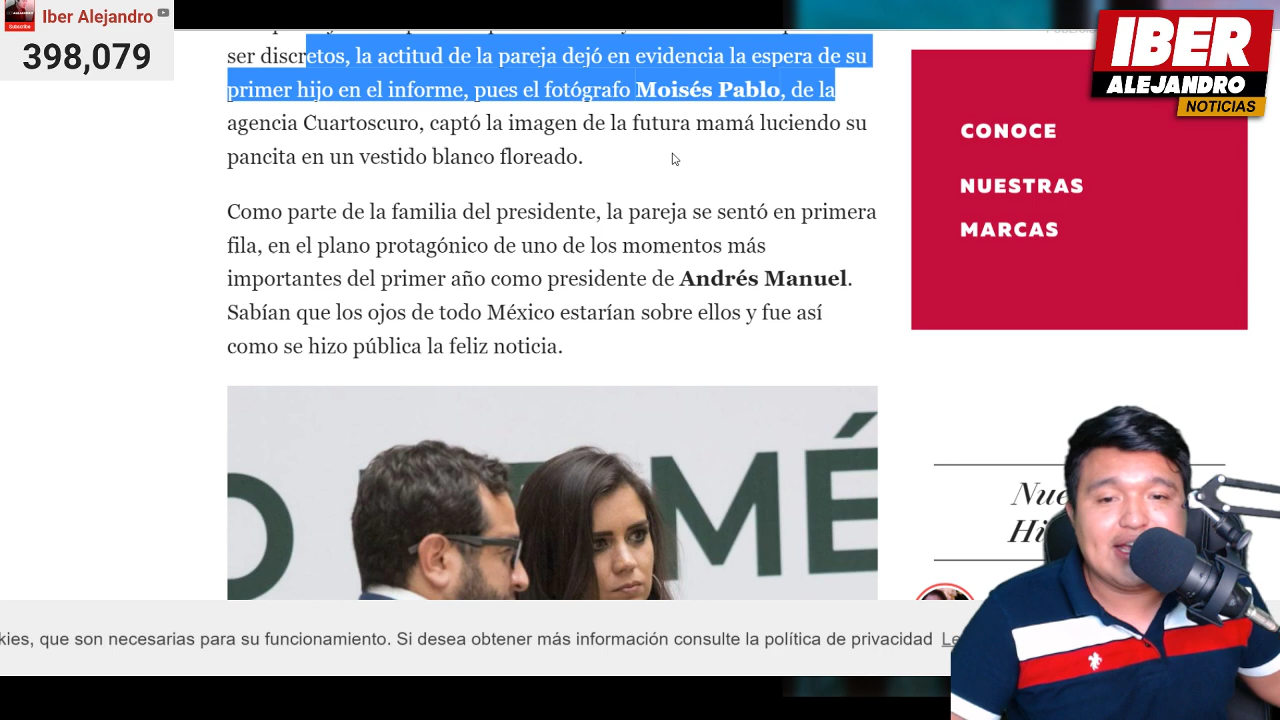 Iber Alejandro
Subscribe
398,079
IBER
ALEJANDRO
NOTICIAS
ser discretos, la actitud de la pareja dejó en evidencia la espera de su
primer hijo en el informe, pues el fotógrafo Moisés Pablo, de la
agencia Cuartoscuro, captó la imagen de la futura mamá luciendo su
pancita en un vestido blanco floreado.
Como parte de la familia del presidente, la pareja se sentó en primera
fila, en el plano protagónico de uno de los momentos más
importantes del primer año como presidente de Andrés Manuel.
Sabían que los ojos de todo México estarían sobre ellos y fue así
como se hizo pública la feliz noticia.
CONOCE
NUESTRAS
MARCAS
O
MÉ
Nue
Hi
kies, que son necesarias para su funcionamiento. Si desea obtener más información consulte la política de privacidad Le